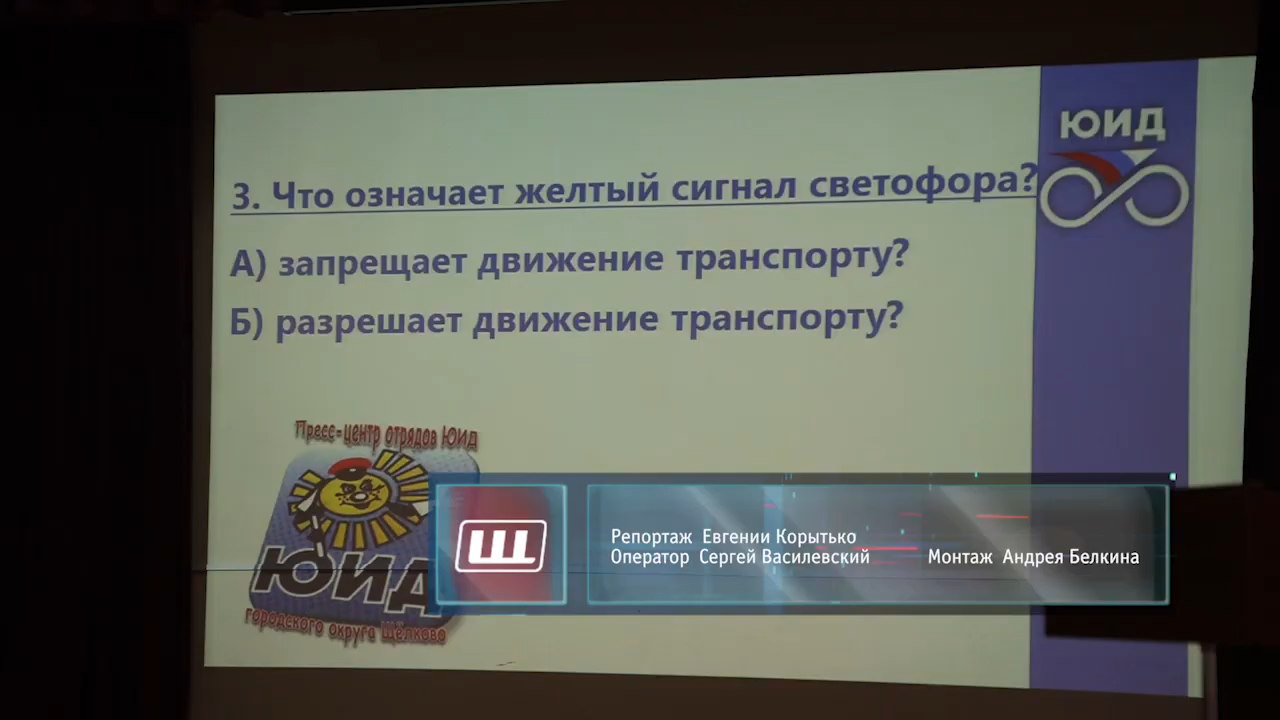 ЮИД
3. Что означает желтый сигнал светофора?
А) запрещает движение транспорту?
Б) разрешает движение транспорту?
Пресс-центр отрядов ЮИД
ЮИД
городского округа Щёлково
Щ
Репортаж Евгении Корытько
Оператор Сергей Василевский
Монтаж Андрея Белкина